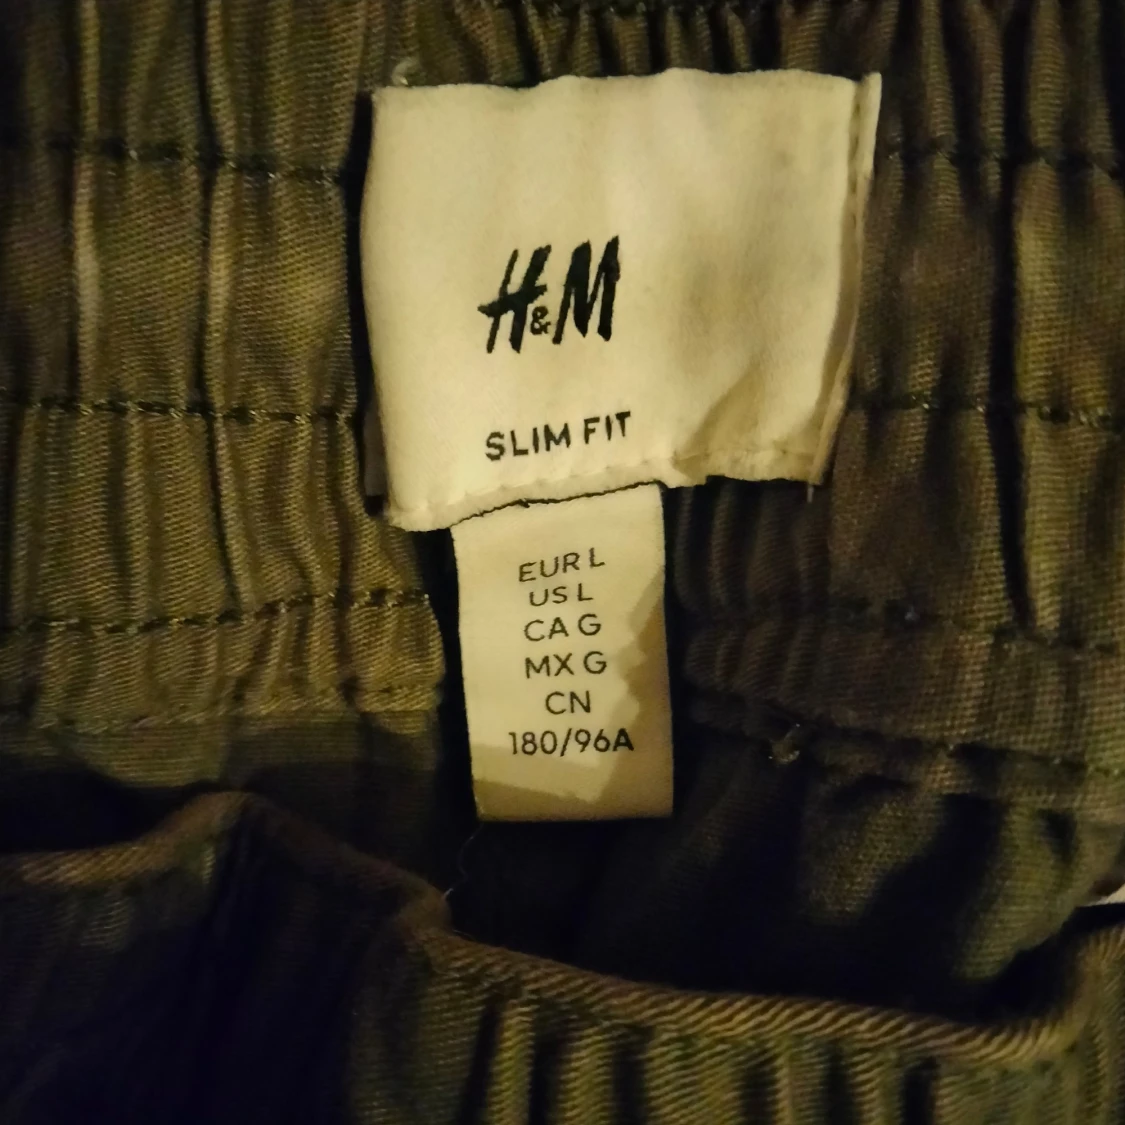 H&M
SLIM FIT
EUR L
US L
CA G
MX G
CN
180/96A